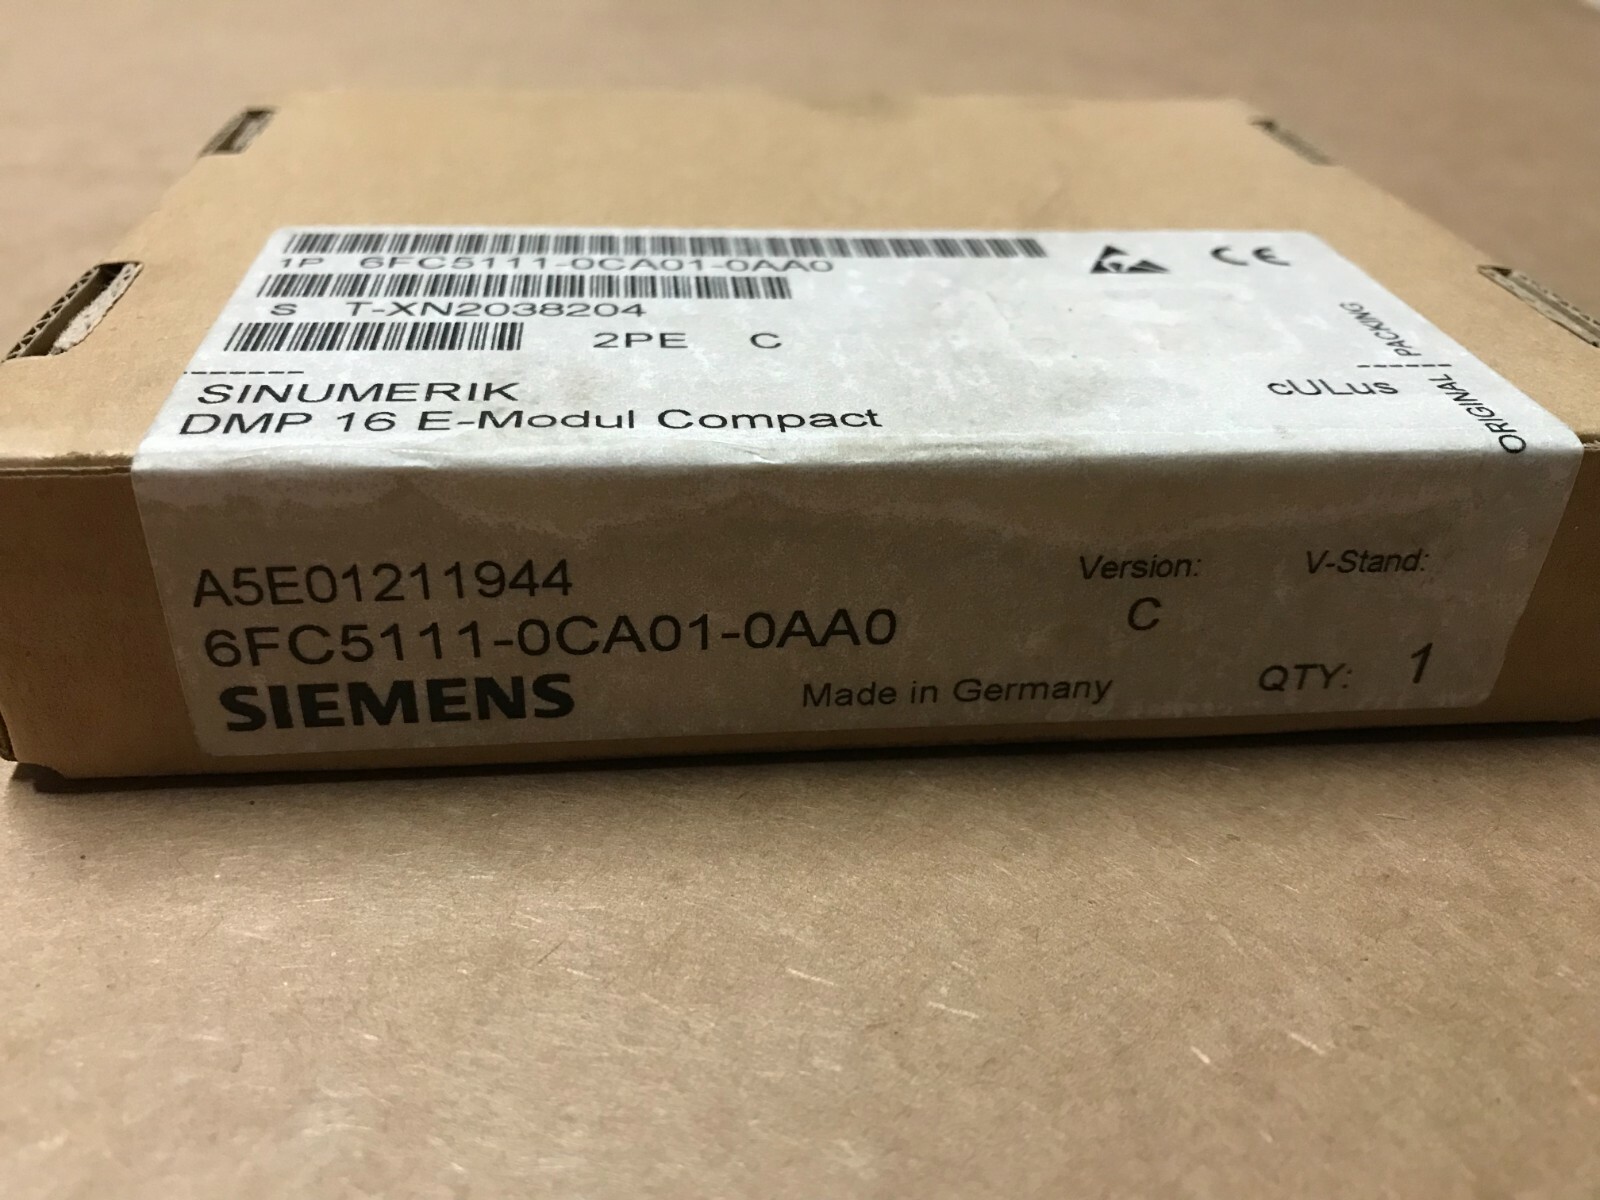 1P 6FC5111-0CA01-0AA0
CE
S T-XN2038204
2PE C
SINUMERIK
DMP 16 E-Modul Compact
cULus
ORIGINAL PACKING
A5E01211944
Version: V-Stand:
6FC5111-0CA01-0AA0
C
SIEMENS
Made in Germany
QTY: 1